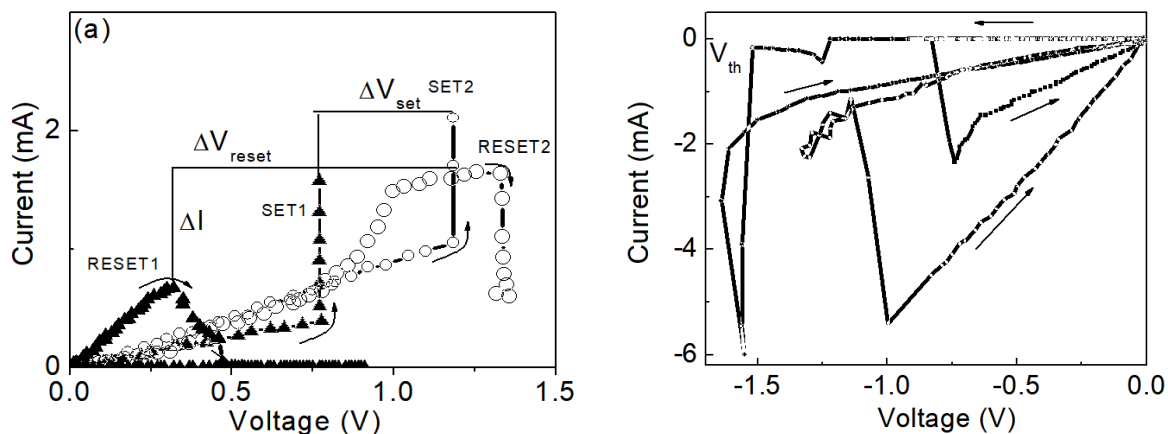 (a)
ΔV_set SET2
ΔV_reset RESET2
ΔI SET1
RESET1
2
0
Current (mA)
0.0 0.5 1.0 1.5
Voltage (V)
V_th
0
-2
-4
-6
Current (mA)
-1.5 -1.0 -0.5 0.0
Voltage (V)